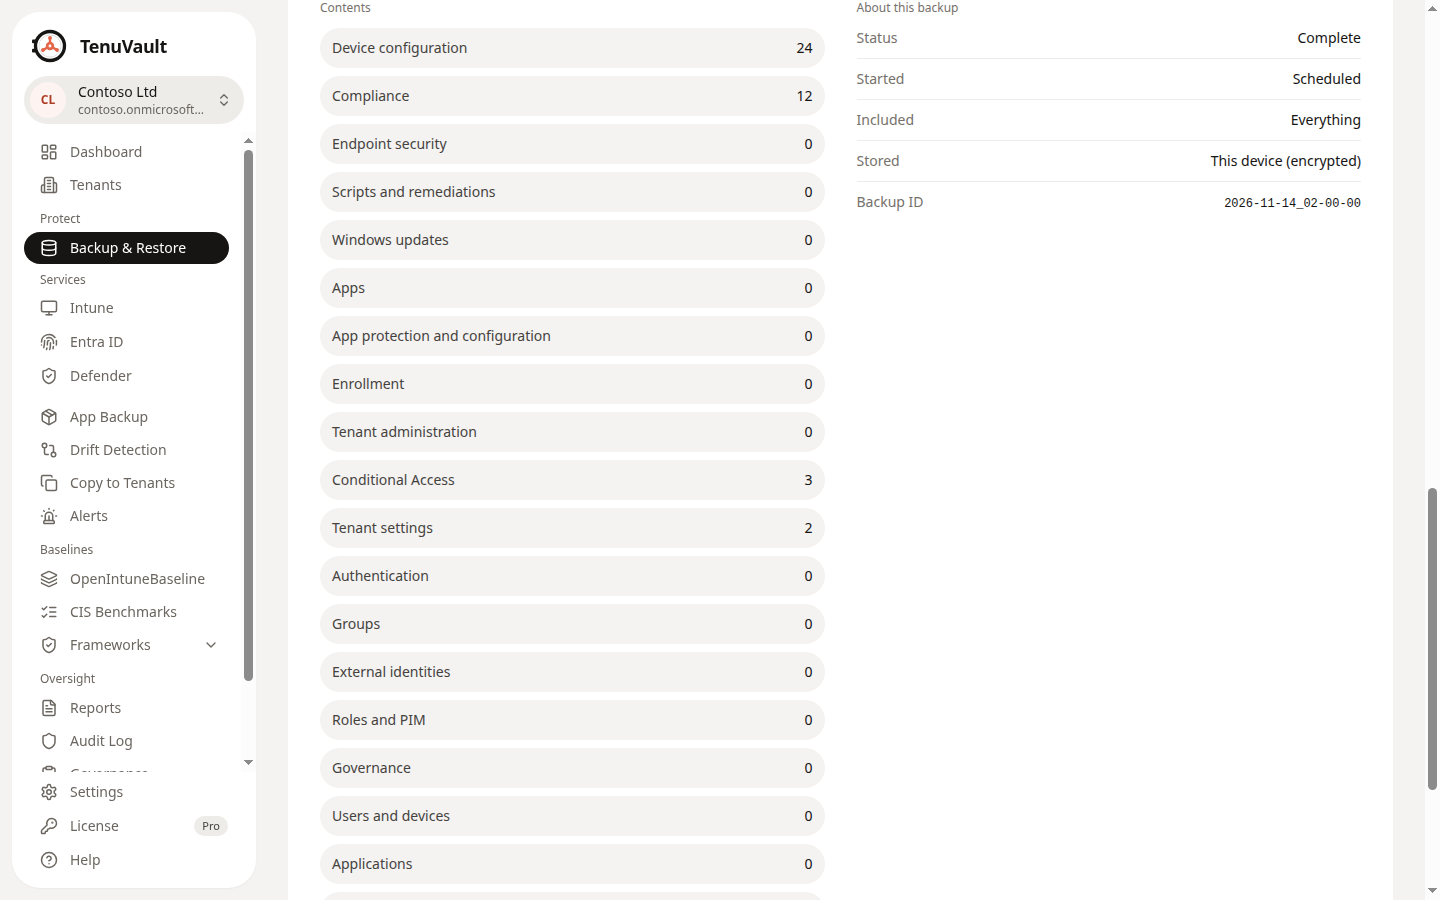 TenuVault
CL
Contoso Ltd
contoso.onmicrosoft...
Dashboard
Tenants
Protect
Backup & Restore
Services
Intune
Entra ID
Defender
App Backup
Drift Detection
Copy to Tenants
Alerts
Baselines
OpenIntuneBaseline
CIS Benchmarks
Frameworks
Oversight
Reports
Audit Log
Settings
License Pro
Help
Contents
Device configuration 24
Compliance 12
Endpoint security 0
Scripts and remediations 0
Windows updates 0
Apps 0
App protection and configuration 0
Enrollment 0
Tenant administration 0
Conditional Access 3
Tenant settings 2
Authentication 0
Groups 0
External identities 0
Roles and PIM 0
Governance 0
Users and devices 0
Applications 0
About this backup
Status Complete
Started Scheduled
Included Everything
Stored This device (encrypted)
Backup ID 2026-11-14_02-00-00